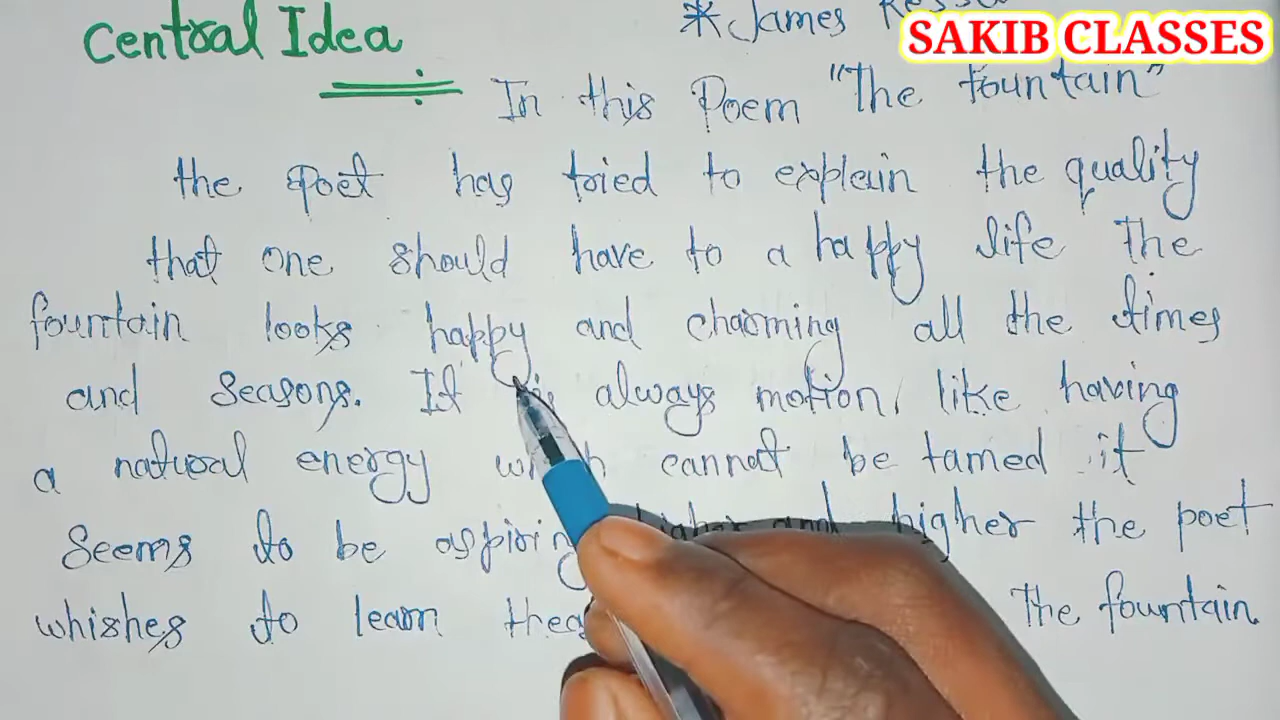 Central Idea *James SAKIB CLASSES
In this Poem "The fountain"
the Poet has tried to explain the quality
that one should have to a happy life The
fountain looks happy and charming all the times
and seasons. It always motion, like having
a natural energy cannot be tamed it
seems to be aspiring higher and higher the poet
whishes to learn The fountain.